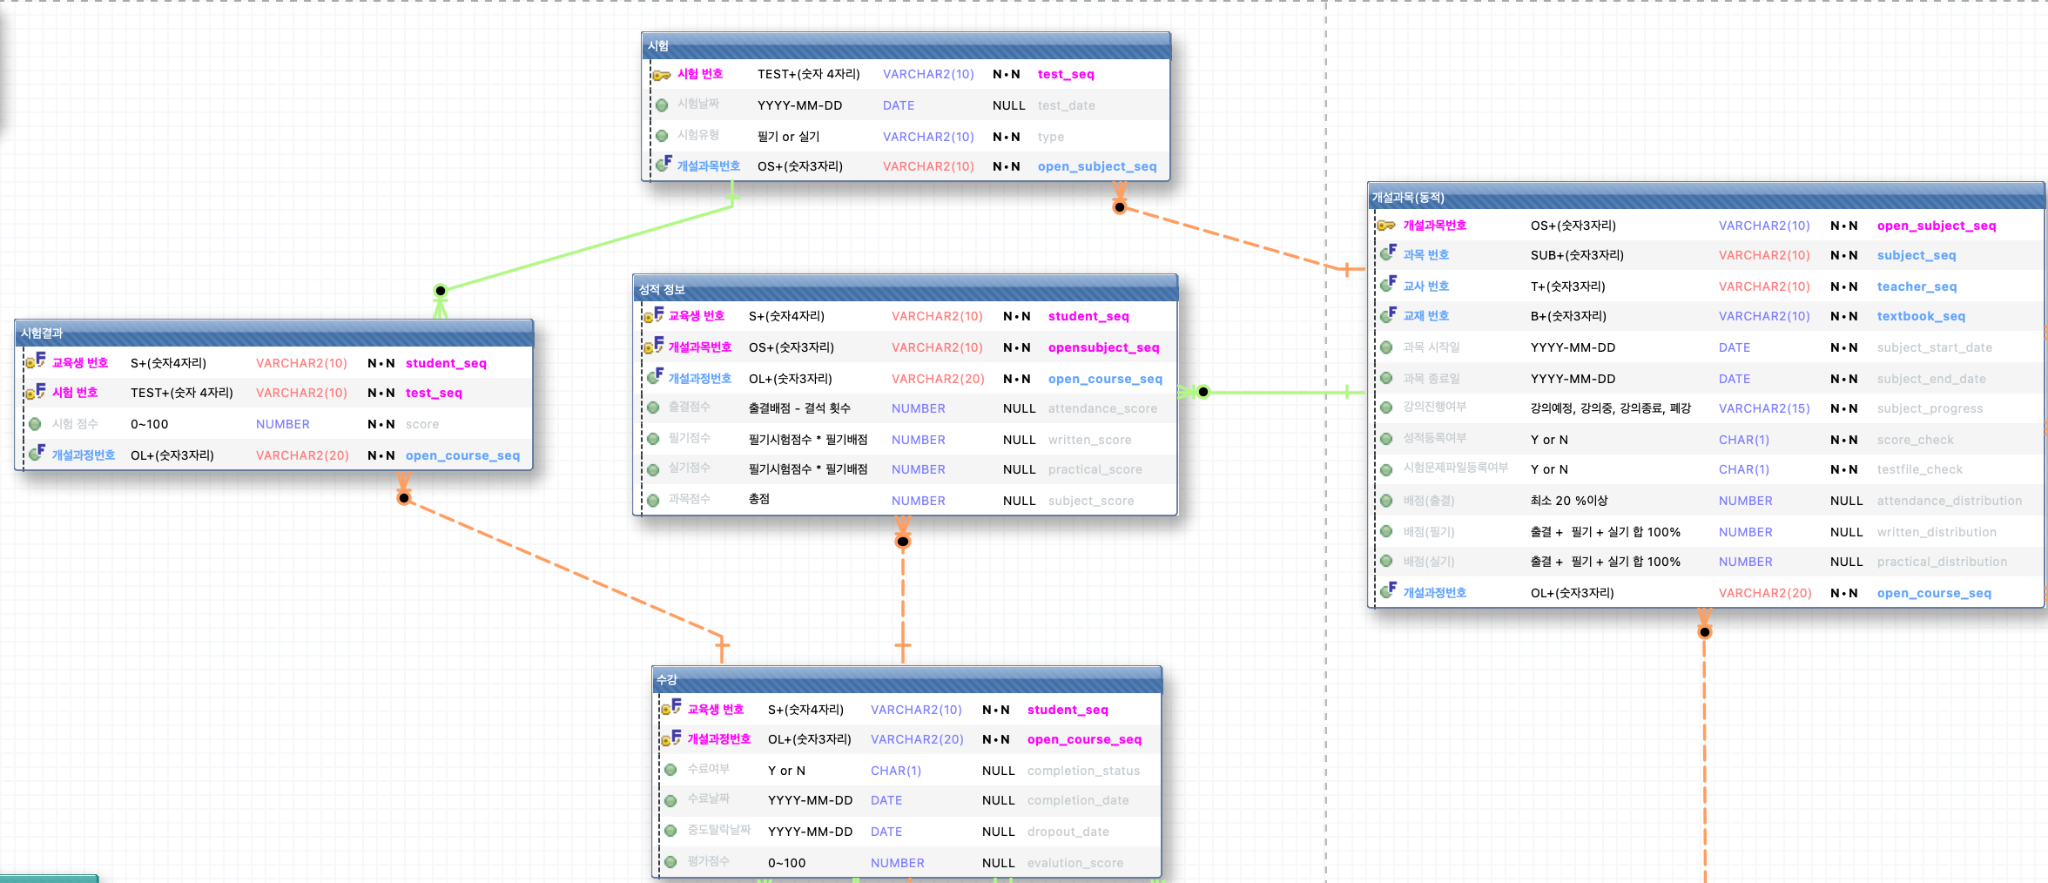 시험
시험 번호 TEST+(숫자 4자리) VARCHAR2(10) N•N test_seq
시험날짜 YYYY-MM-DD DATE NULL test_date
시험유형 필기 or 실기 VARCHAR2(10) N•N type
개설과목번호 OS+(숫자3자리) VARCHAR2(10) N•N open_subject_seq
개설과목(동적)
개설과목번호 OS+(숫자3자리) VARCHAR2(10) N•N open_subject_seq
과목 번호 SUB+(숫자3자리) VARCHAR2(10) N•N subject_seq
교사 번호 T+(숫자3자리) VARCHAR2(10) N•N teacher_seq
교재 번호 B+(숫자3자리) VARCHAR2(10) N•N textbook_seq
과목 시작일 YYYY-MM-DD DATE N•N subject_start_date
과목 종료일 YYYY-MM-DD DATE N•N subject_end_date
강의진행여부 강의예정, 강의중, 강의종료, 폐강 VARCHAR2(15) N•N subject_progress
성적등록여부 Y or N CHAR(1) N•N score_check
시험문제파일등록여부 Y or N CHAR(1) N•N testfile_check
배점(출결) 최소 20 %이상 NUMBER NULL attendance_distribution
배점(필기) 출결 + 필기 + 실기 합 100% NUMBER NULL written_distribution
배점(실기) 출결 + 필기 + 실기 합 100% NUMBER NULL practical_distribution
개설과정번호 OL+(숫자3자리) VARCHAR2(20) N•N open_course_seq
성적 정보
교육생 번호 S+(숫자4자리) VARCHAR2(10) N•N student_seq
개설과목번호 OS+(숫자3자리) VARCHAR2(10) N•N opensubject_seq
개설과정번호 OL+(숫자3자리) VARCHAR2(20) N•N open_course_seq
출결점수 출결배점 - 결석 횟수 NUMBER NULL attendance_score
필기점수 필기시험점수 * 필기배점 NUMBER NULL written_score
실기점수 필기시험점수 * 필기배점 NUMBER NULL practical_score
과목점수 총점 NUMBER NULL subject_score
시험결과
교육생 번호 S+(숫자4자리) VARCHAR2(10) N•N student_seq
시험 번호 TEST+(숫자 4자리) VARCHAR2(10) N•N test_seq
시험 점수 0~100 NUMBER N•N score
개설과정번호 OL+(숫자3자리) VARCHAR2(20) N•N open_course_seq
수강
교육생 번호 S+(숫자4자리) VARCHAR2(10) N•N student_seq
개설과정번호 OL+(숫자3자리) VARCHAR2(20) N•N open_course_seq
수료여부 Y or N CHAR(1) NULL completion_status
수료날짜 YYYY-MM-DD DATE NULL completion_date
중도탈락날짜 YYYY-MM-DD DATE NULL dropout_date
평가점수 0~100 NUMBER NULL evalution_score